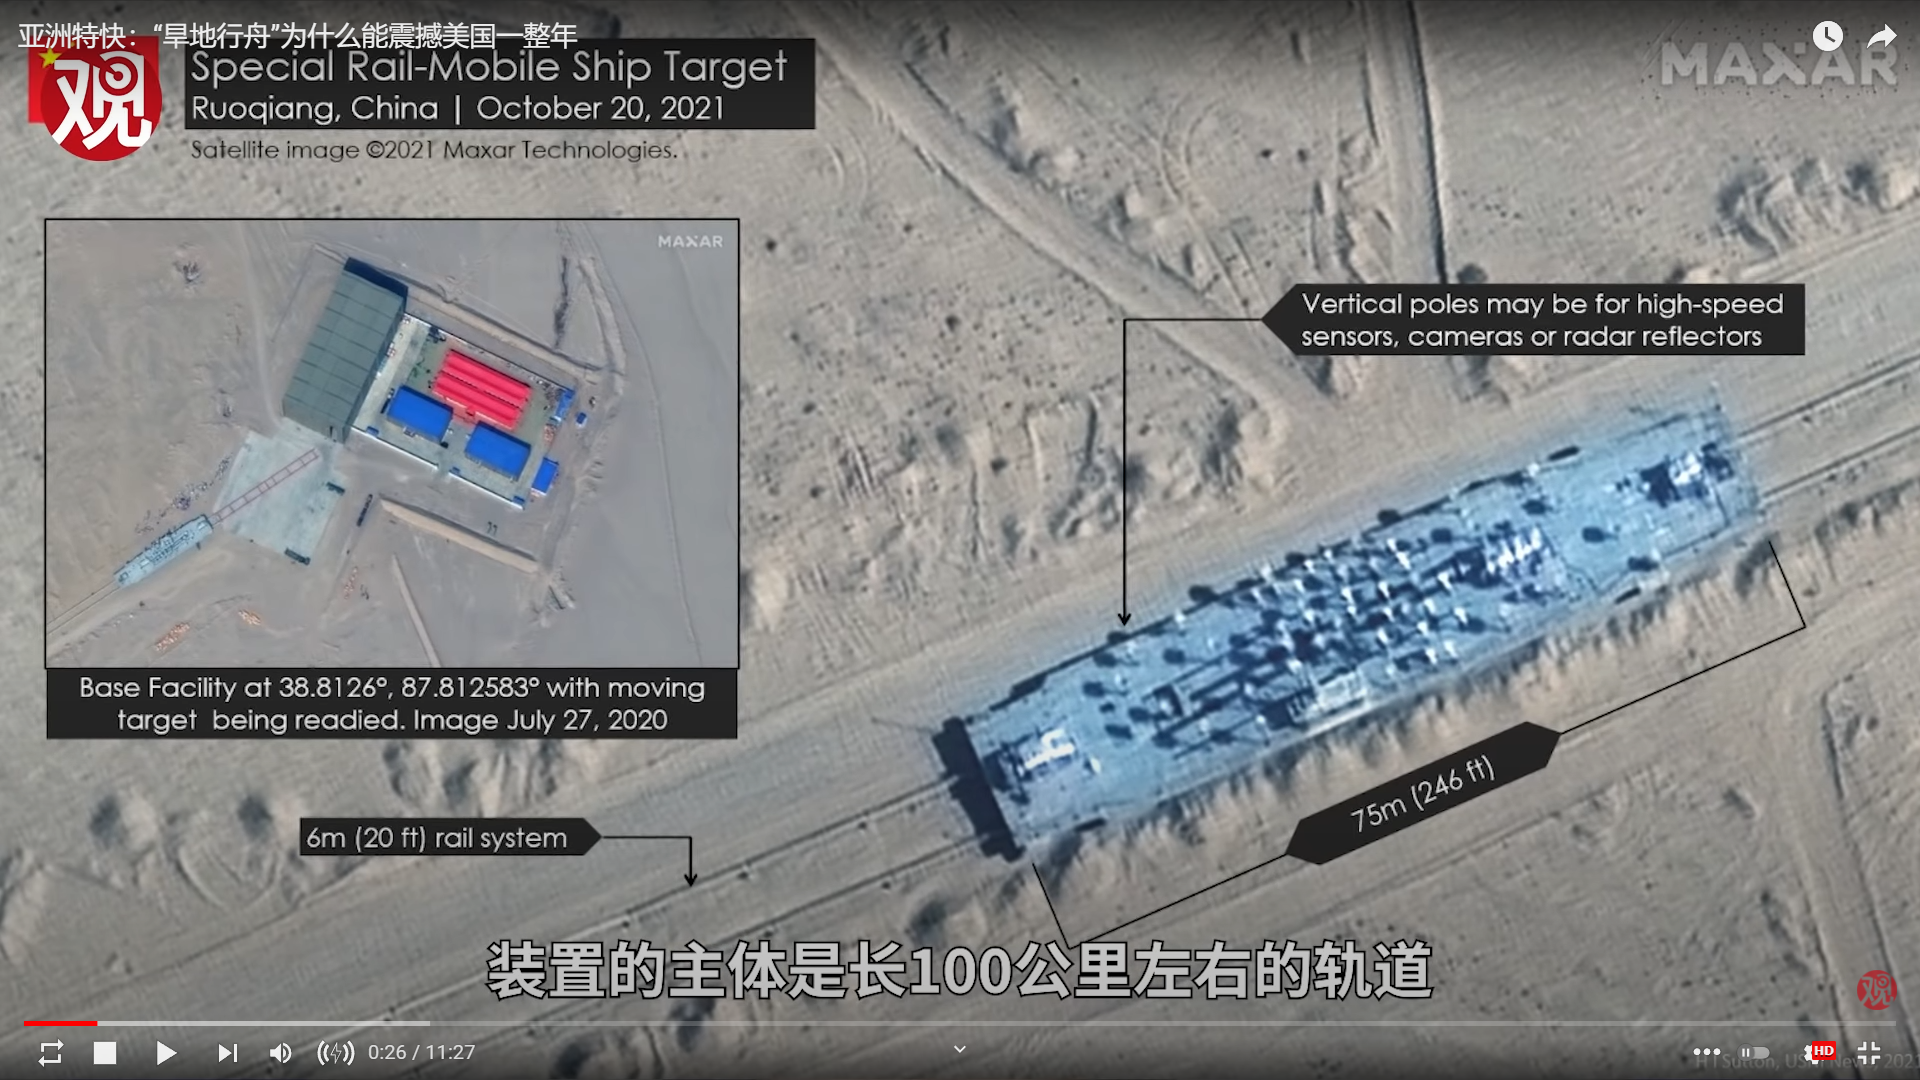 亚洲特快：“旱地行舟”为什么能震撼美国一整年
观
Special Rail-Mobile Ship Target
Ruoqiang, China | October 20, 2021
Satellite image ©2021 Maxar Technologies.
MAXAR
MAXAR
Vertical poles may be for high-speed
sensors, cameras or radar reflectors
Base Facility at 38.8126°, 87.812583° with moving
target being readied. Image July 27, 2020
75m (246 ft)
6m (20 ft) rail system
装置的主体是长100公里左右的轨道
观
0:26 / 11:27
HD